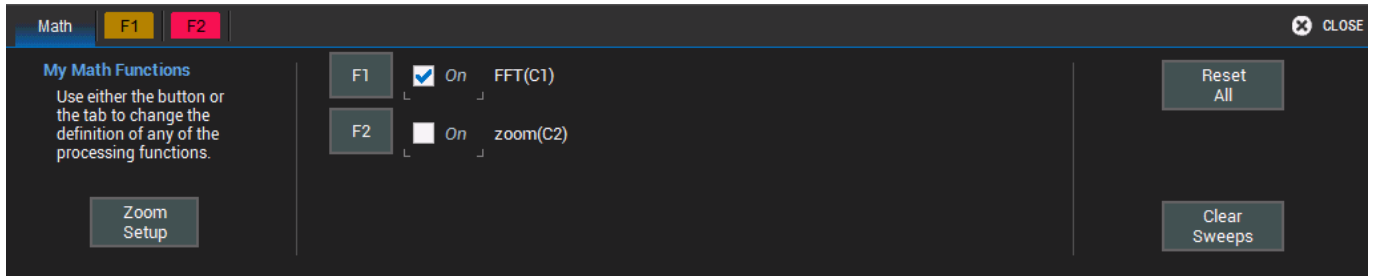 Math F1 F2 CLOSE
My Math Functions
Use either the button or
the tab to change the
definition of any of the
processing functions.
Zoom
Setup
F1 On FFT(C1)
F2 On zoom(C2)
Reset
All
Clear
Sweeps